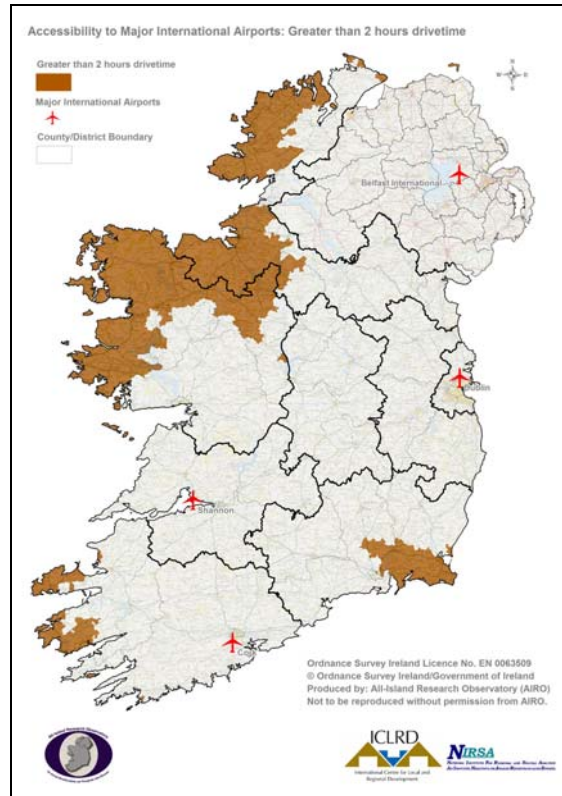 Accessibility to Major International Airports: Greater than 2 hours drivetime
Greater than 2 hours drivetime
Major International Airports
County/District Boundary
N
W
E
S
Belfast International
Dublin
Shannon
Cork
Ordnance Survey Ireland Licence No. EN 0063509
© Ordnance Survey Ireland/Government of Ireland
Produced by: All-Island Research Observatory (AIRO)
Not to be reproduced without permission from AIRO.
ICLRD
International Centre for Local and
Regional Development
NIRSA